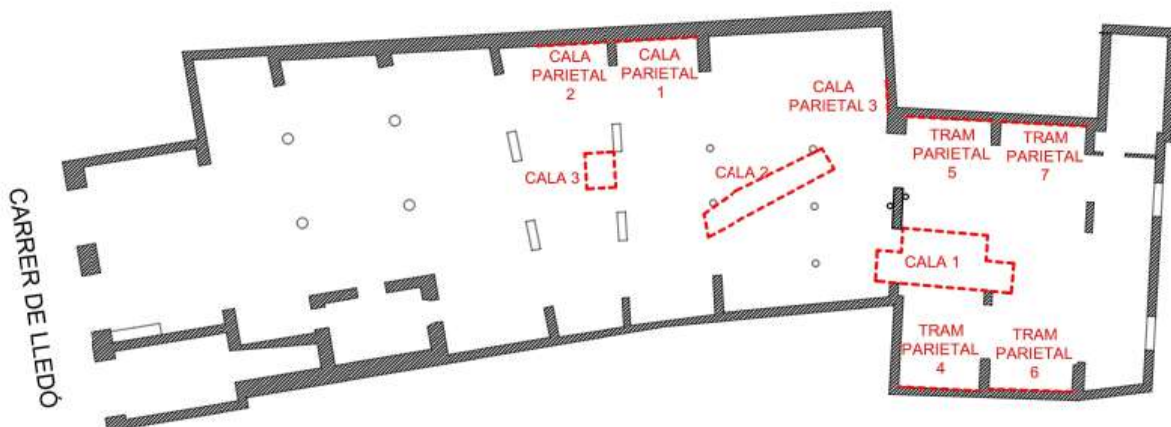 CALA
PARIETAL
2
CALA
PARIETAL
1
CALA
PARIETAL 3
TRAM
PARIETAL
5
TRAM
PARIETAL
7
CALA 3
CALA 2
CARRER DE LLEDÓ
CALA 1
TRAM
PARIETAL
4
TRAM
PARIETAL
6